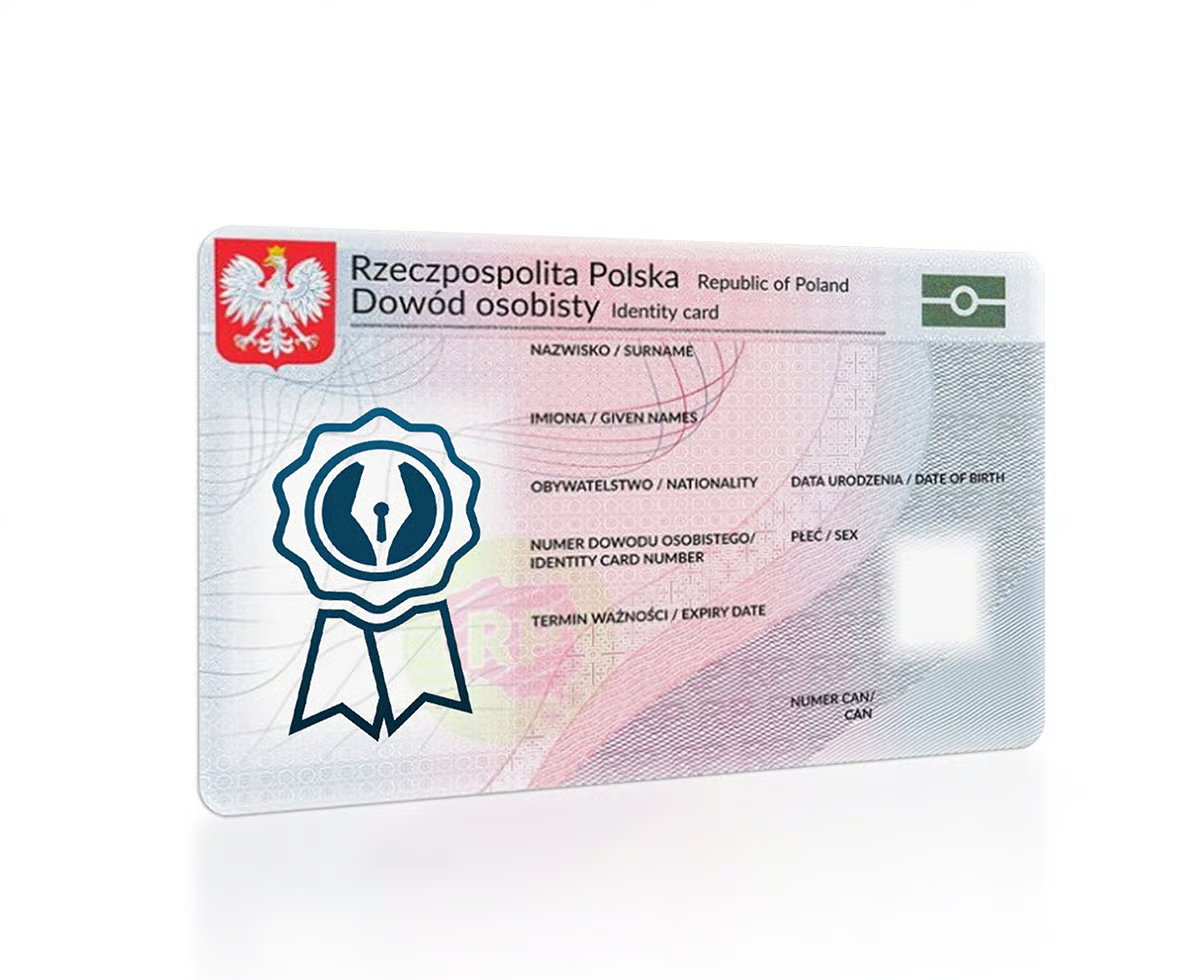 Rzeczpospolita Polska Republic of Poland
Dowód osobisty Identity card
NAZWISKO / SURNAME
IMIONA / GIVEN NAMES
OBYWATELSTWO / NATIONALITY DATA URODZENIA / DATE OF BIRTH
NUMER DOWODU OSOBISTEGO/ PŁEĆ / SEX
IDENTITY CARD NUMBER
TERMIN WAŻNOŚCI / EXPIRY DATE
RP
NUMER CAN/
CAN